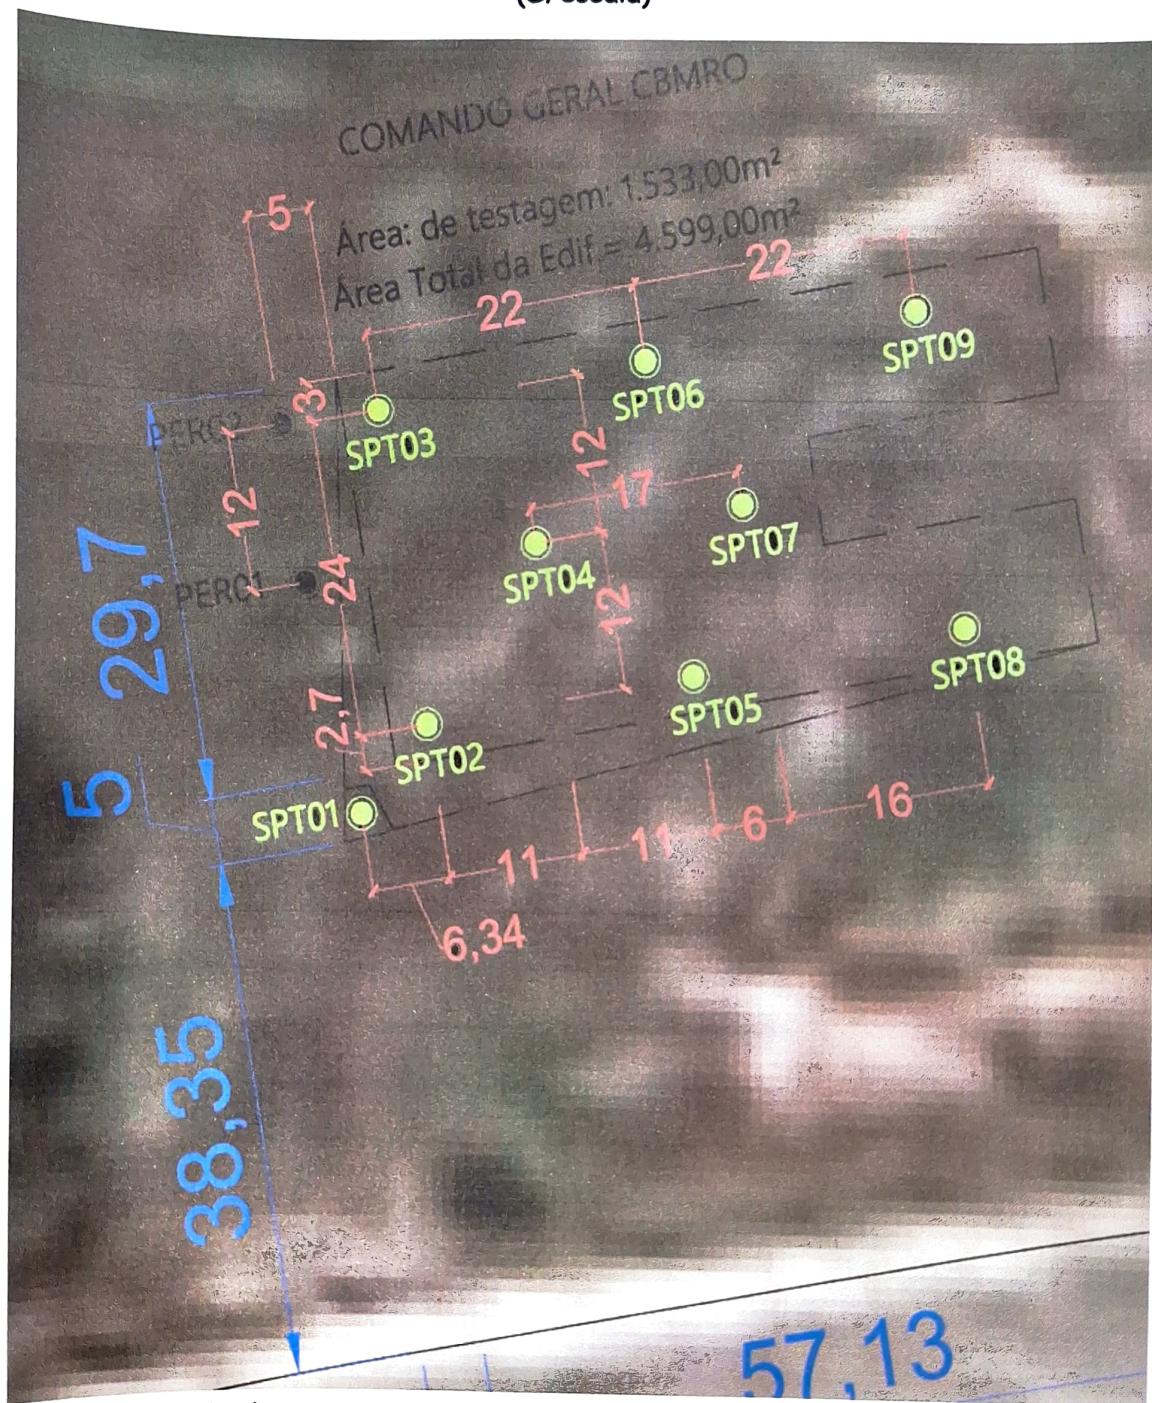 COMANDO GERAL CBMRO
Área: de testagem: 1.533,00m²
Área Total da Edif = 4.599,00m²
5
22
22
SPT09
SPT06
3
SPT03
12
17
12
SPT07
SPT04
PERC1
24
12
29,7
SPT08
SPT05
2,7
SPT02
5
SPT01
16
6
11
11
6,34
38,35
57,13